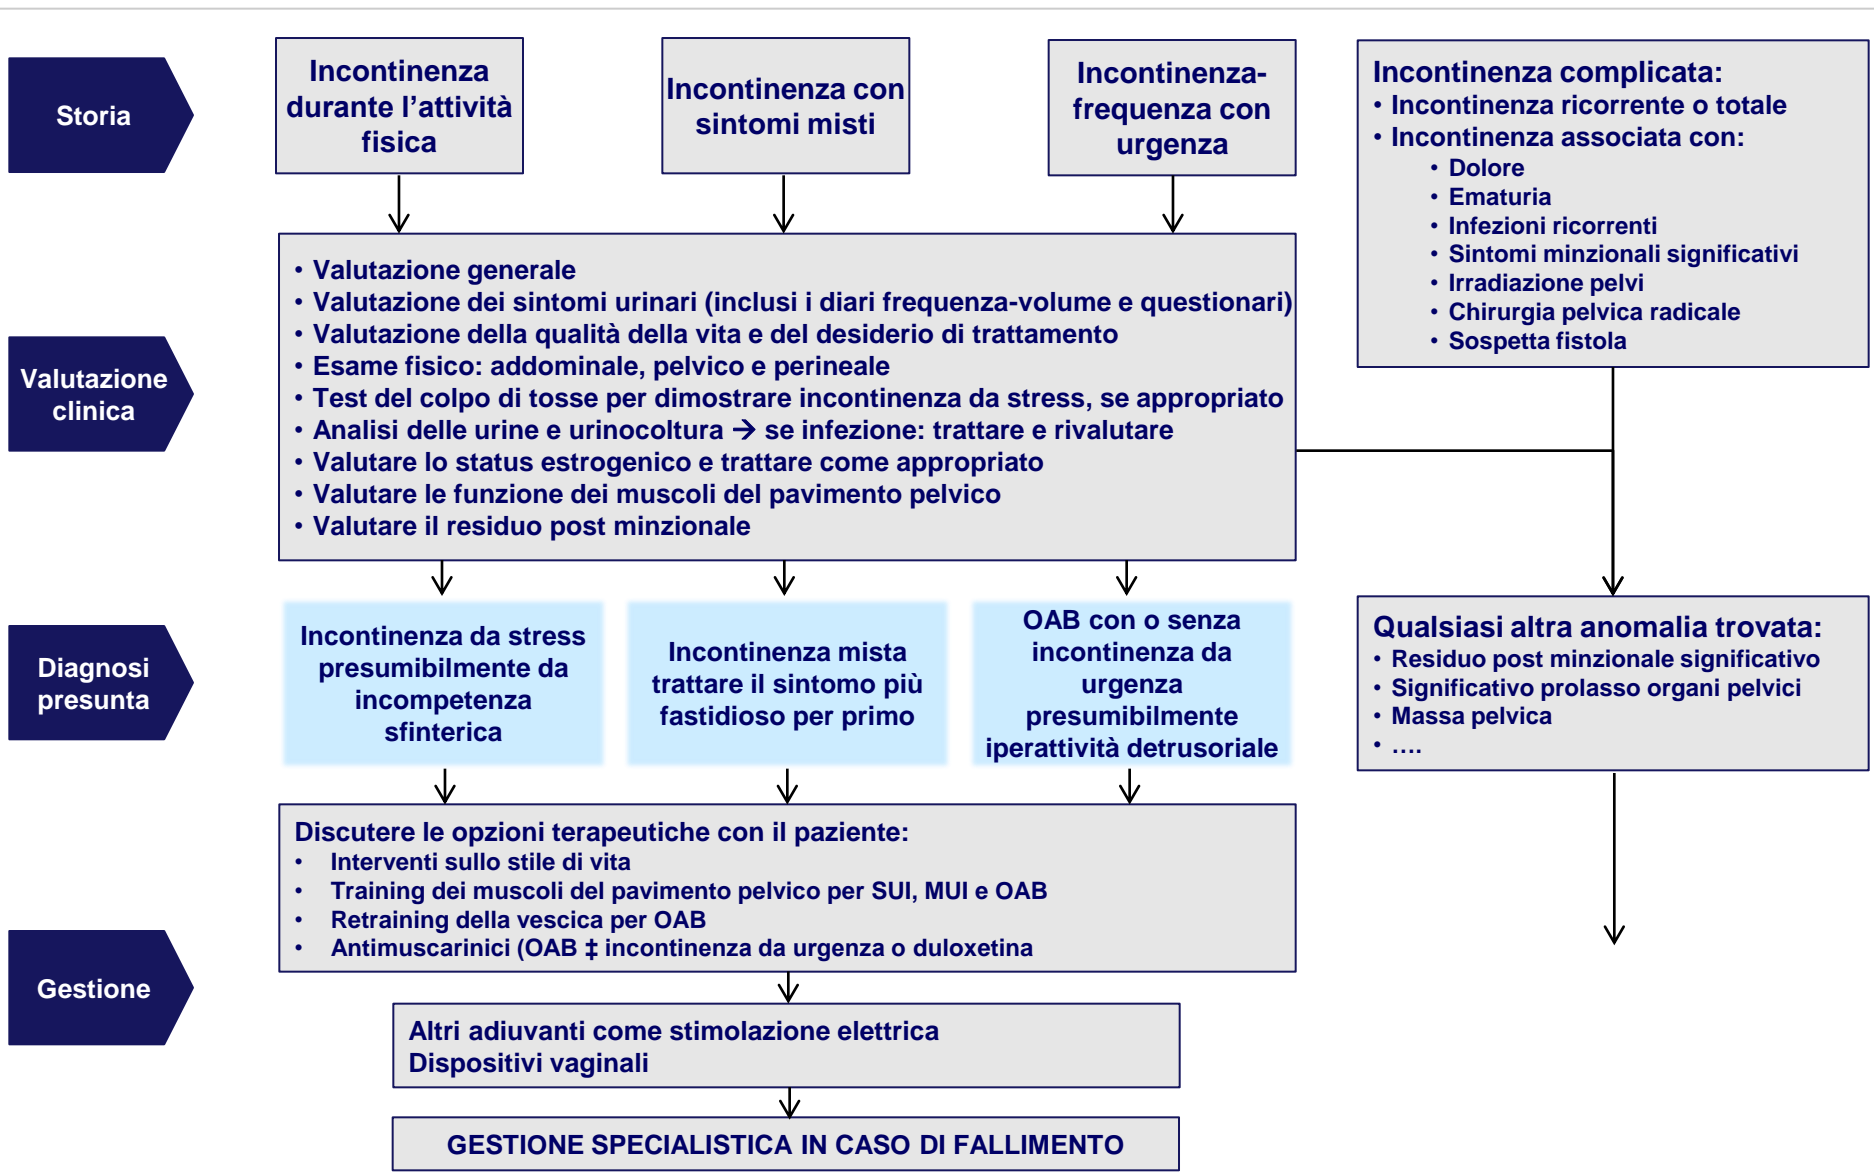 Storia
Incontinenza
durante l’attività
fisica
Incontinenza con
sintomi misti
Incontinenza-
frequenza con
urgenza
Incontinenza complicata:
• Incontinenza ricorrente o totale
• Incontinenza associata con:
• Dolore
• Ematuria
• Infezioni ricorrenti
• Sintomi minzionali significativi
• Irradiazione pelvi
• Chirurgia pelvica radicale
• Sospetta fistola
Valutazione
clinica
• Valutazione generale
• Valutazione dei sintomi urinari (inclusi i diari frequenza-volume e questionari)
• Valutazione della qualità della vita e del desiderio di trattamento
• Esame fisico: addominale, pelvico e perineale
• Test del colpo di tosse per dimostrare incontinenza da stress, se appropriato
• Analisi delle urine e urinocoltura → se infezione: trattare e rivalutare
• Valutare lo status estrogenico e trattare come appropriato
• Valutare le funzione dei muscoli del pavimento pelvico
• Valutare il residuo post minzionale
Diagnosi
presunta
Incontinenza da stress
presumibilmente da
incompetenza
sfinterica
Incontinenza mista
trattare il sintomo più
fastidioso per primo
OAB con o senza
incontinenza da
urgenza
presumibilmente
iperattività detrusoriale
Qualsiasi altra anomalia trovata:
• Residuo post minzionale significativo
• Significativo prolasso organi pelvici
• Massa pelvica
• ….
Gestione
Discutere le opzioni terapeutiche con il paziente:
• Interventi sullo stile di vita
• Training dei muscoli del pavimento pelvico per SUI, MUI e OAB
• Retraining della vescica per OAB
• Antimuscarinici (OAB ‡ incontinenza da urgenza o duloxetina
Altri adiuvanti come stimolazione elettrica
Dispositivi vaginali
GESTIONE SPECIALISTICA IN CASO DI FALLIMENTO